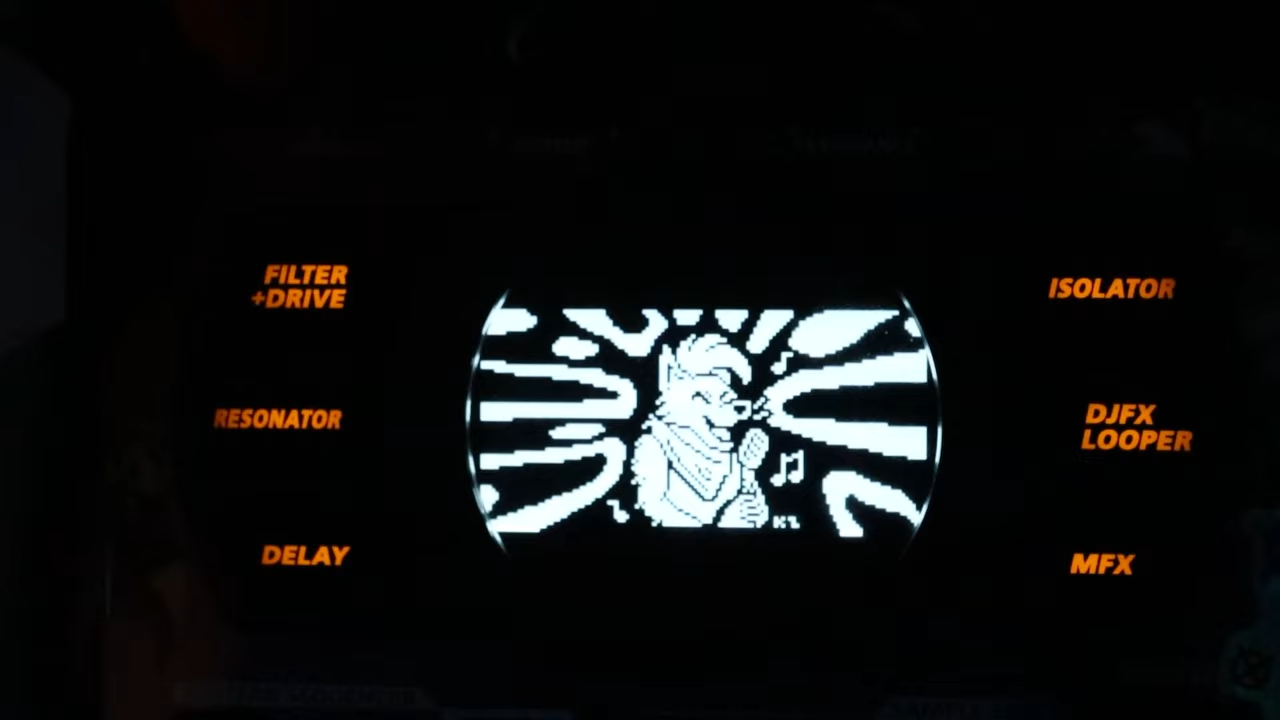 FILTER
+DRIVE
ISOLATOR
RESONATOR
DJFX
LOOPER
DELAY
MFX